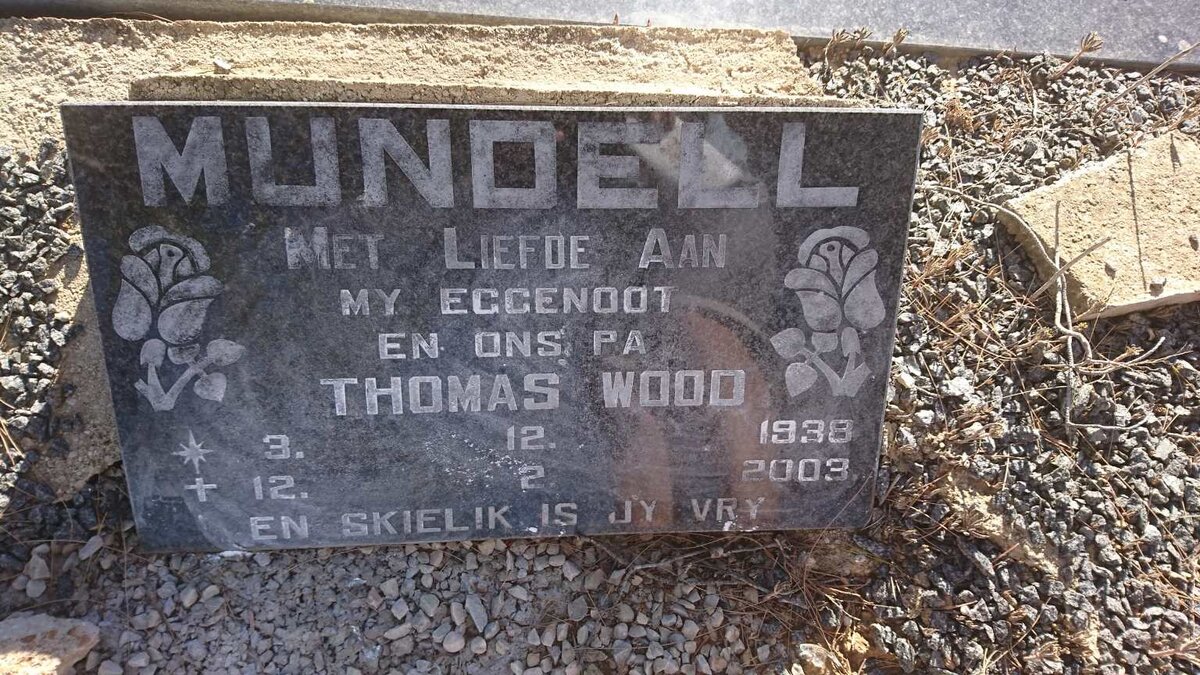 MUNDELL
MET LIEFDE AAN
MY EGGENOOT
EN ONS PA
THOMAS WOOD
3. 12. 1938
+ 12. 2 2003
EN SKIELIK IS JY VRY